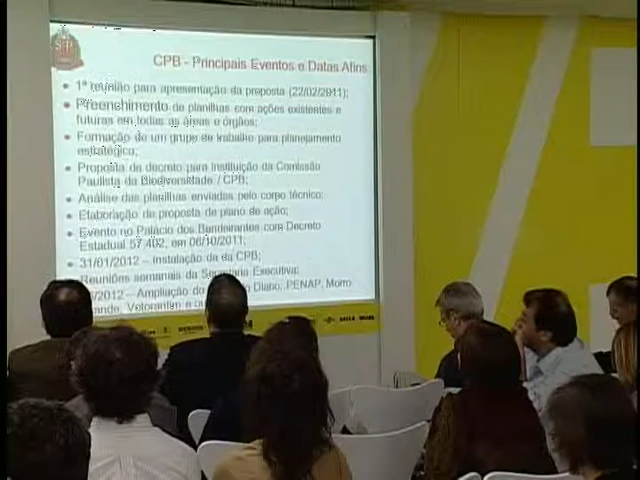 CPB - Principais Eventos e Datas Afins
1ª reunião para apresentação da proposta (22/02/2011);
Preenchimento de planilhas com ações existentes e
futuras em todas as áreas e órgãos;
Formação de um grupo de trabalho para planejamento
estratégico;
Proposta de decreto para instituição da Comissão
Paulista da Biodiversidade / CPB;
Análise das planilhas enviadas pelo corpo técnico;
Elaboração de proposta de plano de ação;
Evento no Palácio dos Bandeirantes com Decreto
Estadual 57.402, em 06/10/2011;
31/01/2012 – Instalação da da CPB;
Reuniões semanais da Secretaria Executiva;
/2012 – Ampliação do Diabo, PENAP, Morro
Votorantim e